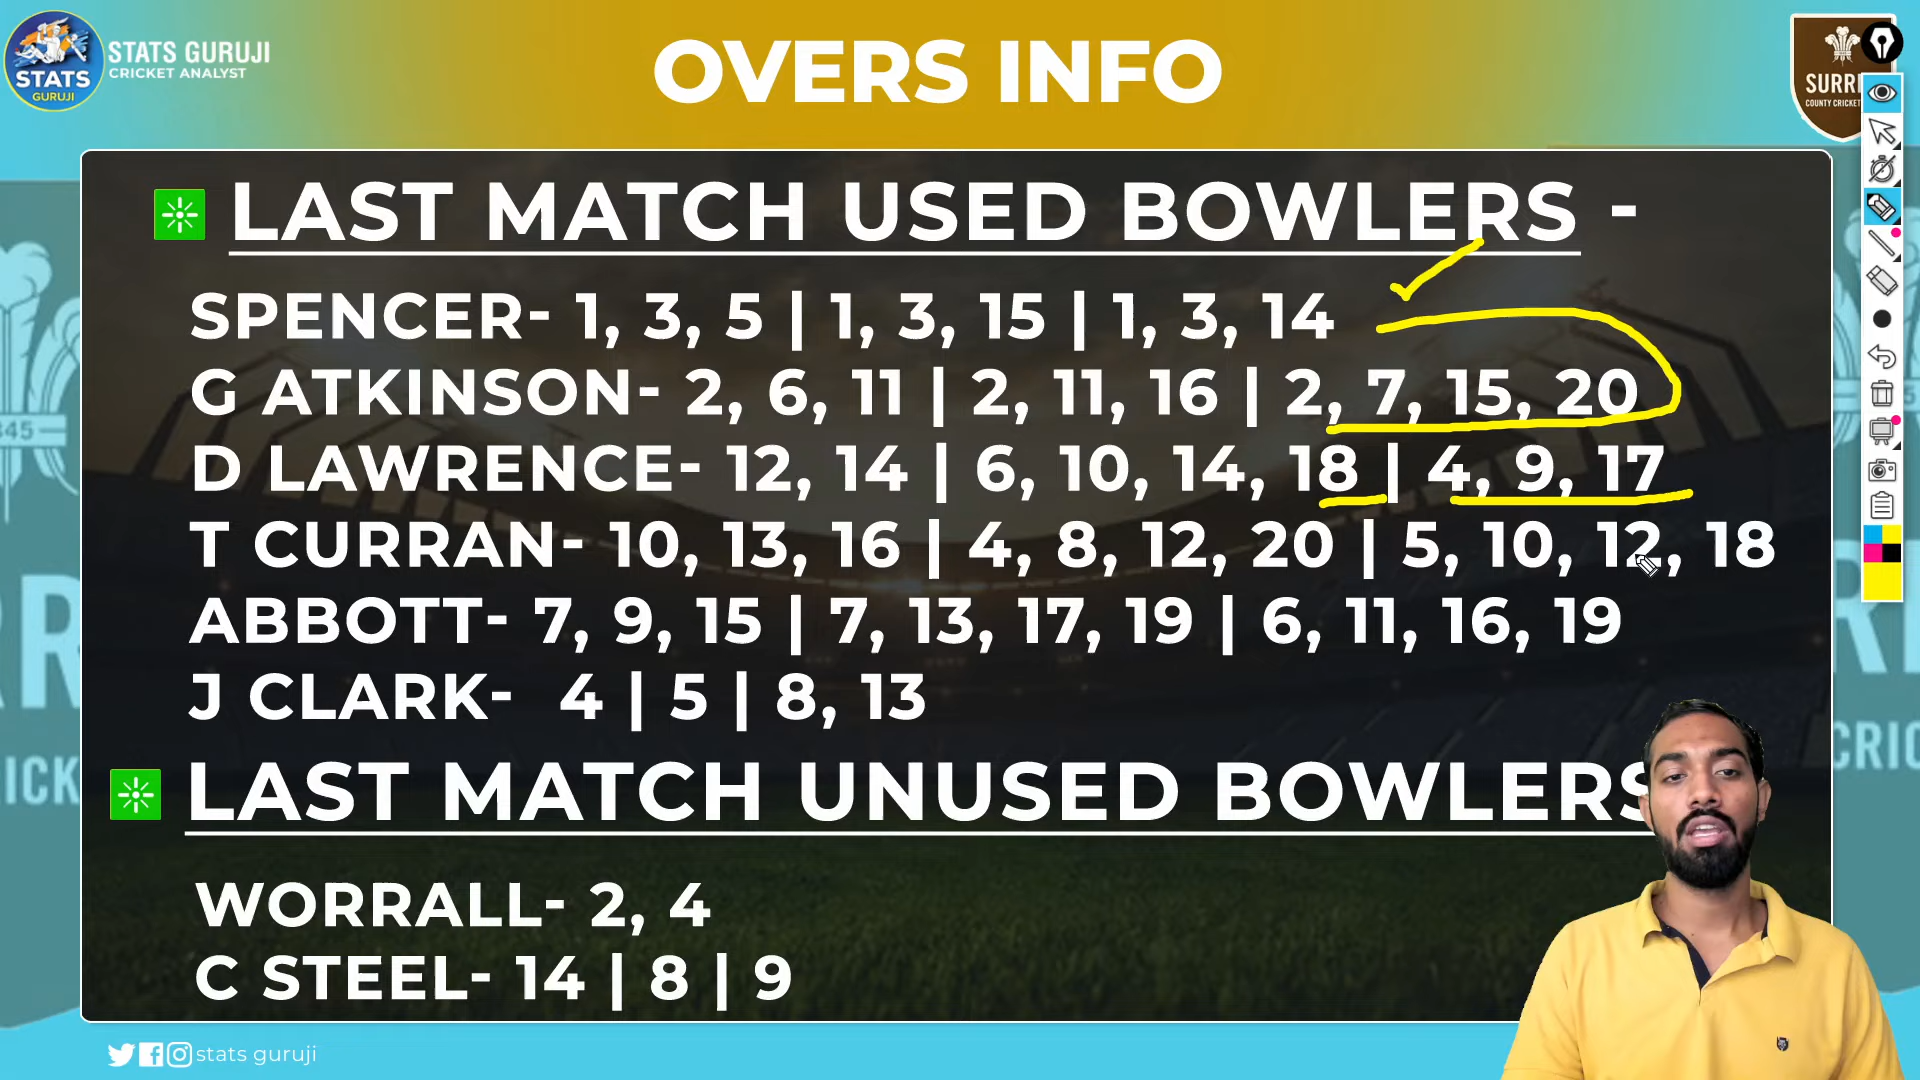 STATS GURUJI
CRICKET ANALYST
STATS
GURUJI
OVERS INFO
SURR
COUNTY CRICKET
LAST MATCH USED BOWLERS -
SPENCER- 1, 3, 5 | 1, 3, 15 | 1, 3, 14
G ATKINSON- 2, 6, 11 | 2, 11, 16 | 2, 7, 15, 20
D LAWRENCE- 12, 14 | 6, 10, 14, 18 | 4, 9, 17
T CURRAN- 10, 13, 16 | 4, 8, 12, 20 | 5, 10, 12, 18
ABBOTT- 7, 9, 15 | 7, 13, 17, 19 | 6, 11, 16, 19
J CLARK- 4 | 5 | 8, 13
LAST MATCH UNUSED BOWLERS
WORRALL- 2, 4
C STEEL- 14 | 8 | 9
stats guruji